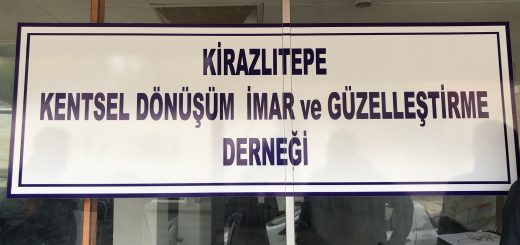 KİRAZLITEPE
KENTSEL DÖNÜŞÜM İMAR ve GÜZELLEŞTİRME
DERNEĞİ